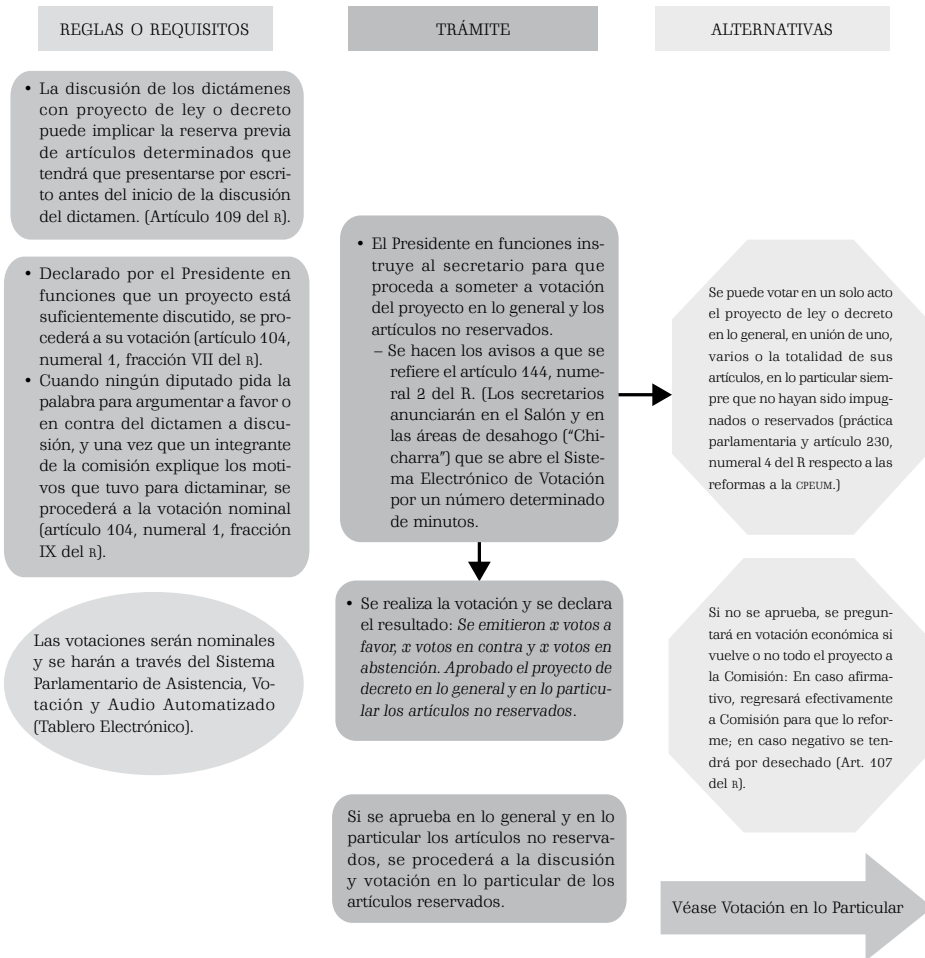 REGLAS O REQUISITOS
• La discusión de los dictámenes
con proyecto de ley o decreto
puede implicar la reserva previa
de artículos determinados que
tendrá que presentarse por escri-
to antes del inicio de la discusión
del dictamen. (Artículo 109 del R).
• Declarado por el Presidente en
funciones que un proyecto está
suficientemente discutido, se pro-
cederá a su votación (artículo 104,
numeral 1, fracción VII del R).
• Cuando ningún diputado pida la
palabra para argumentar a favor o
en contra del dictamen a discu-
sión, y una vez que un integrante
de la comisión explique los moti-
vos que tuvo para dictaminar, se
procederá a la votación nominal
(artículo 104, numeral 1, fracción
IX del R).
Las votaciones serán nominales
y se harán a través del Sistema
Parlamentario de Asistencia, Vo-
tación y Audio Automatizado
(Tablero Electrónico).
TRÁMITE
• El Presidente en funciones ins-
truye al secretario para que
proceda a someter a votación
del proyecto en lo general y los
artículos no reservados.
– Se hacen los avisos a que se
refiere el artículo 144, nume-
ral 2 del R. (Los secretarios
anunciarán en el Salón y en
las áreas de desahogo ("Chi-
charra") que se abre el Siste-
ma Electrónico de Votación
por un número determinado
de minutos.
• Se realiza la votación y se declara
el resultado: Se emitieron x votos a
favor, x votos en contra y x votos en
abstención. Aprobado el proyecto de
decreto en lo general y en lo particu-
lar los artículos no reservados.
Si se aprueba en lo general y en lo
particular los artículos no reserva-
dos, se procederá a la discusión
y votación en lo particular de los
artículos reservados.
ALTERNATIVAS
Se puede votar en un solo acto
el proyecto de ley o decreto
en lo general, en unión de uno,
varios o la totalidad de sus
artículos, en lo particular siem-
pre que no hayan sido impug-
nados o reservados (práctica
parlamentaria y artículo 230,
numeral 4 del R respecto a las
reformas a la CPEUM.)
Si no se aprueba, se pregun-
tará en votación económica si
vuelve o no todo el proyecto a
la Comisión: En caso afirma-
tivo, regresará efectivamente
a Comisión para que lo refor-
me; en caso negativo se ten-
drá por desechado (Art. 107
del R).
Véase Votación en lo Particular